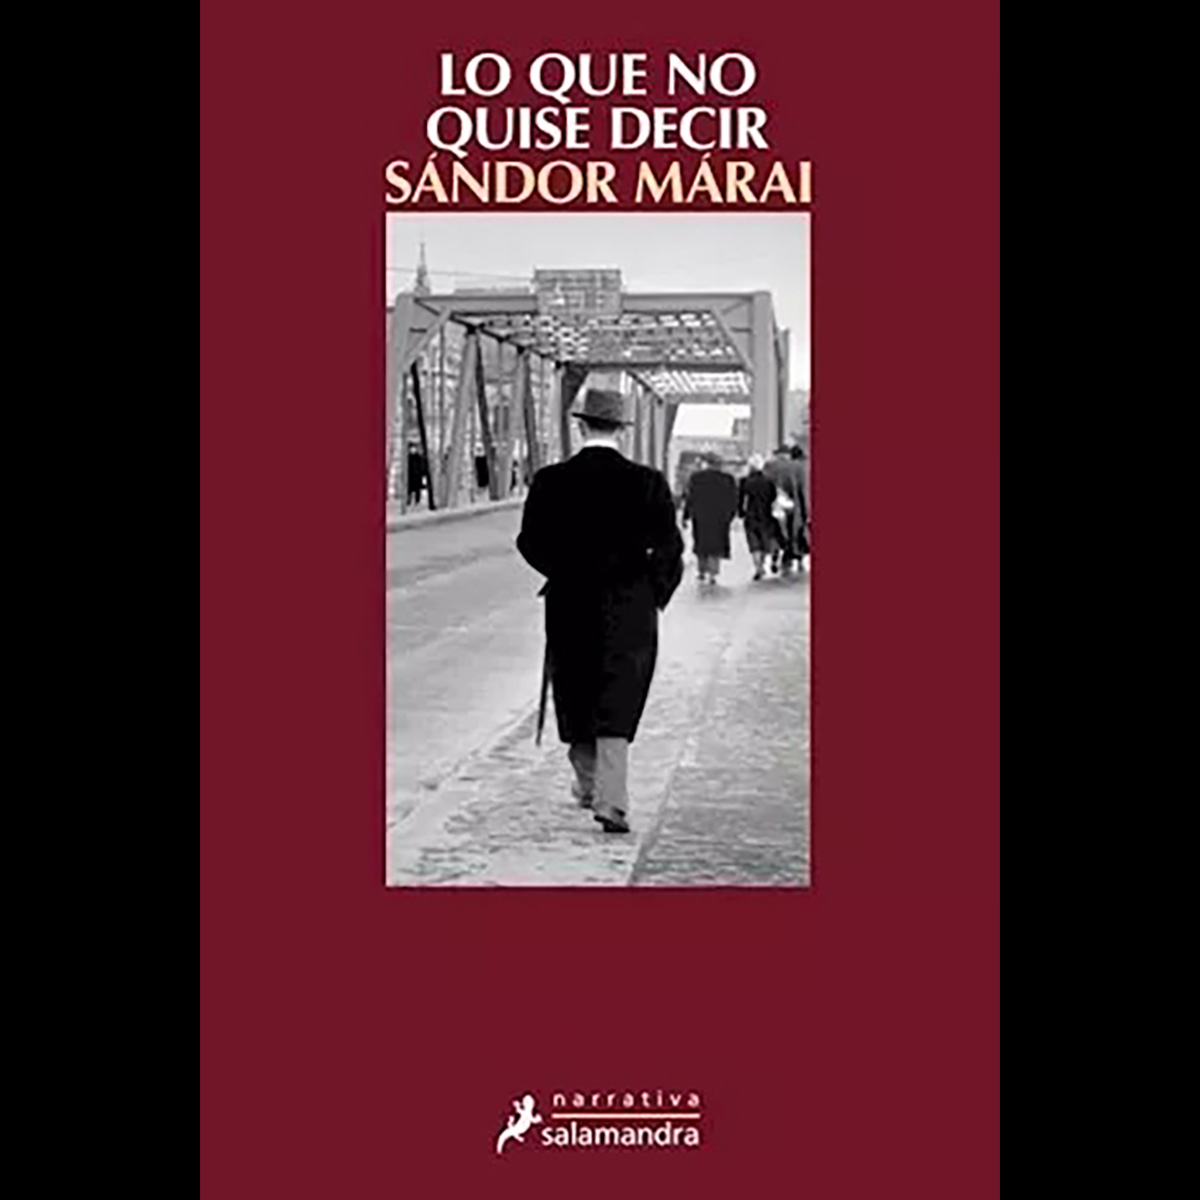 LO QUE NO
QUISE DECIR
SÁNDOR MÁRAI
narrativa
salamandra